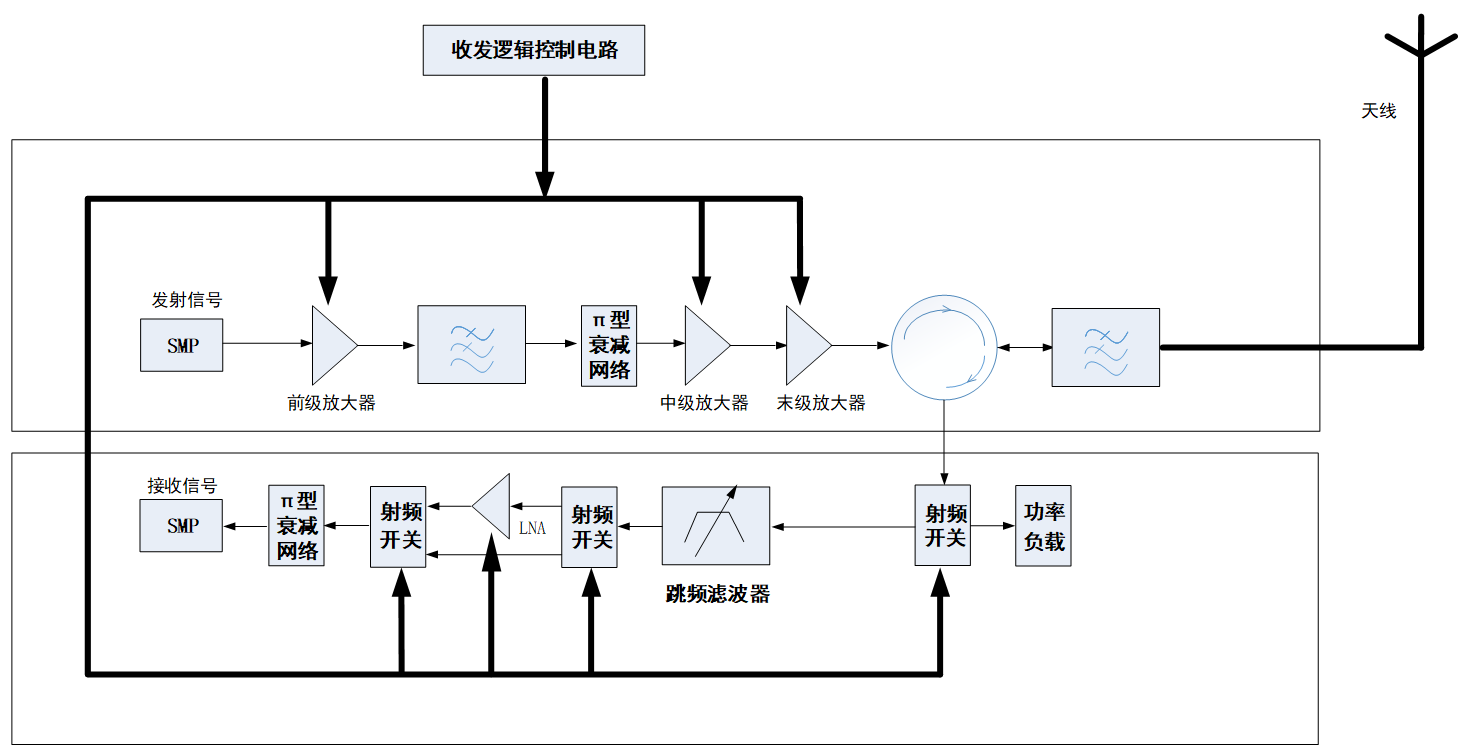 收发逻辑控制电路
天线
发射信号
SMP
前级放大器
π型
衰减
网络
中级放大器
末级放大器
接收信号
SMP
π型
衰减
网络
射频
开关
LNA
射频
开关
跳频滤波器
射频
开关
功率
负载